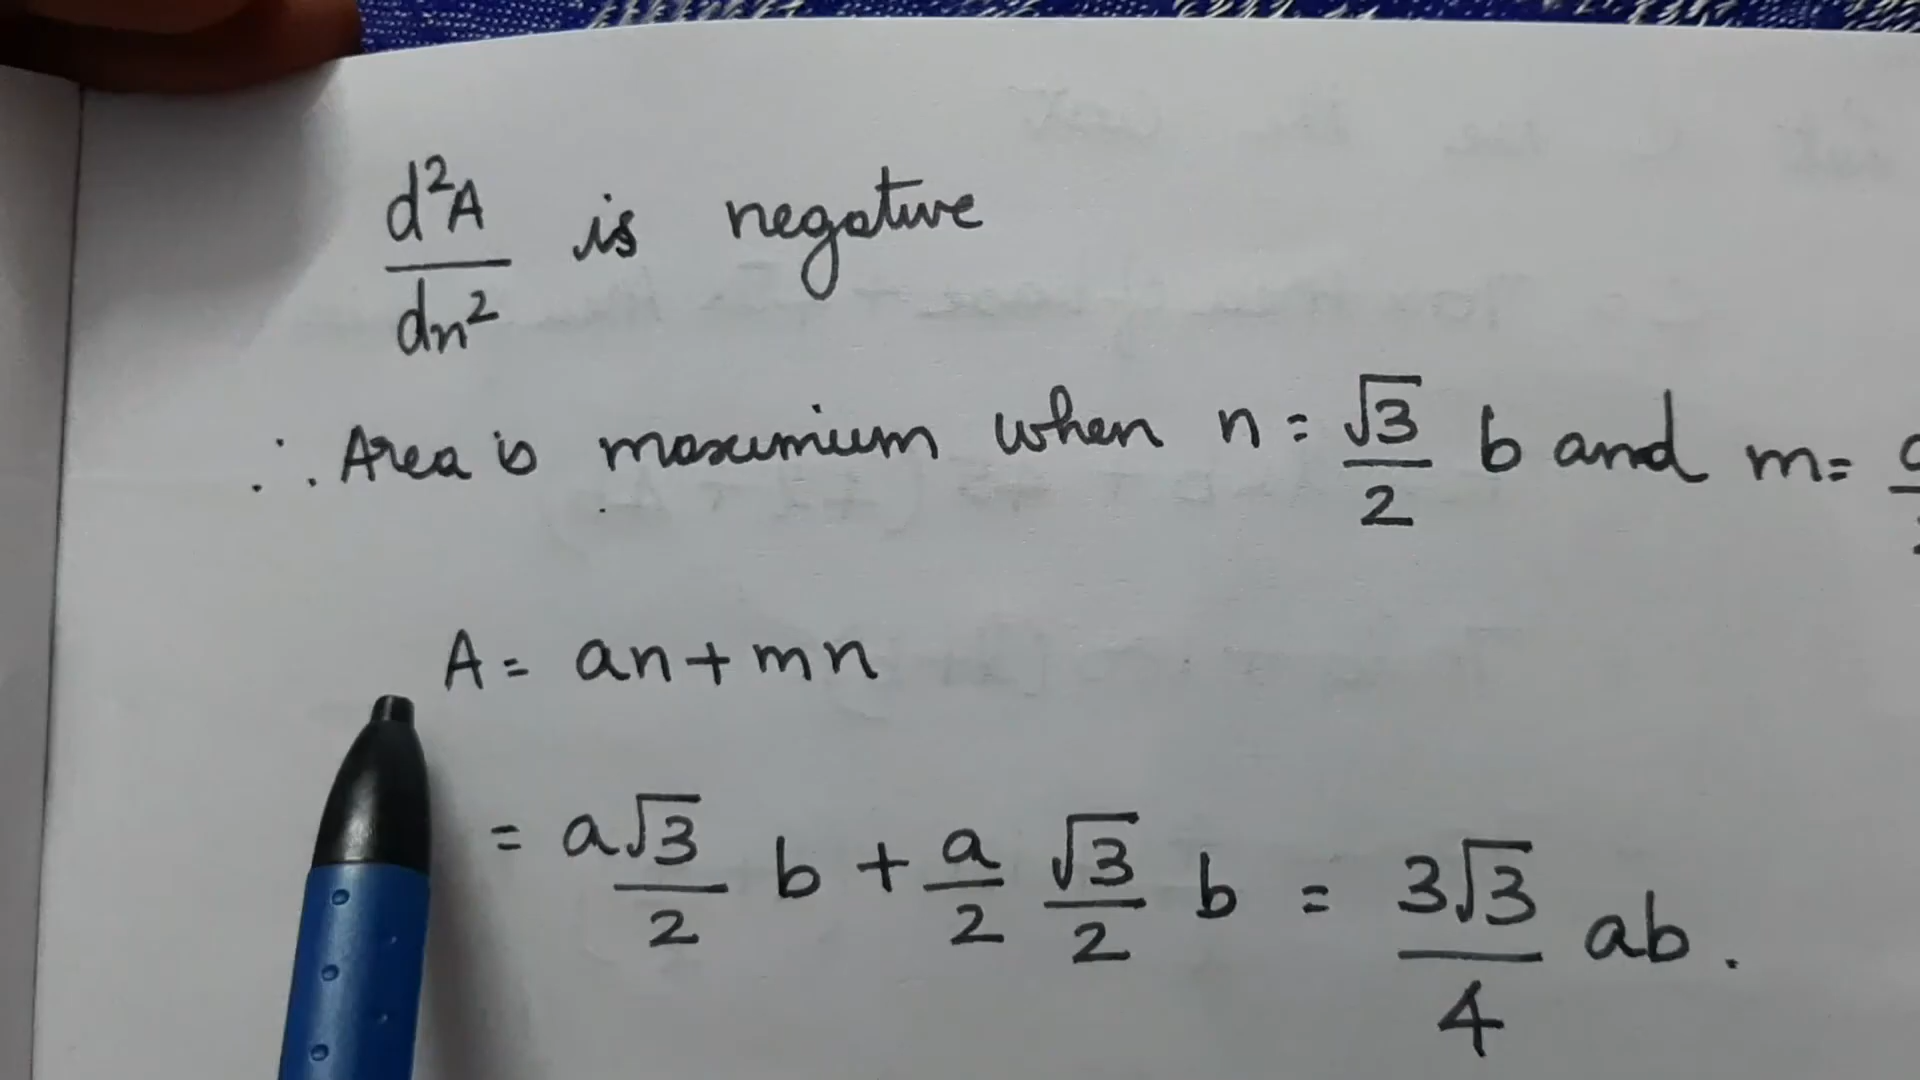 d²A/dn² is negative
∴ Area is maximum when n = √3/2 b and m =
A = an + mn
= a√3/2 b + a/2 √3/2 b = 3√3/4 ab.